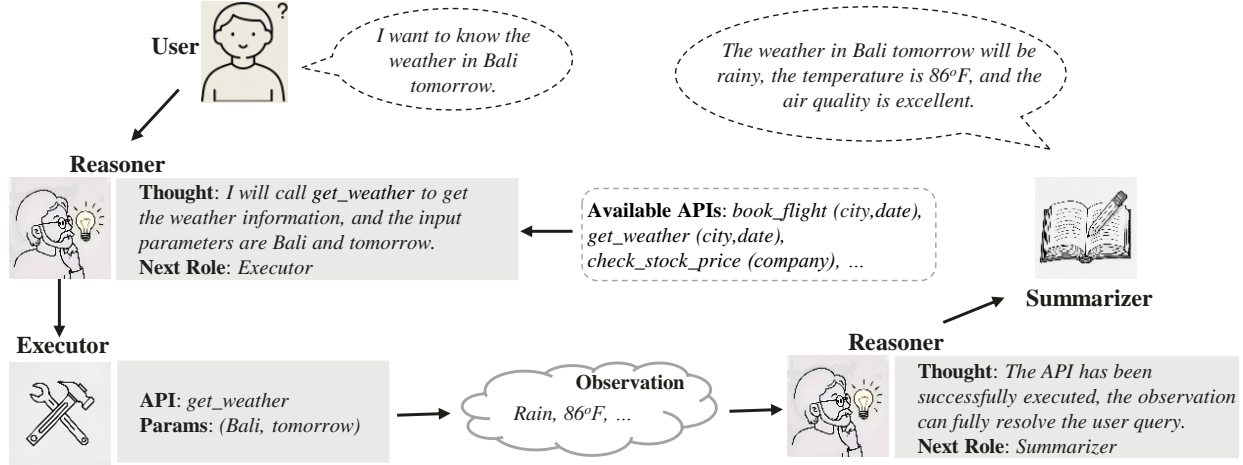 ?
User
I want to know the
weather in Bali
tomorrow.
The weather in Bali tomorrow will be
rainy, the temperature is 86°F, and the
air quality is excellent.
Reasoner
Thought: I will call get_weather to get
the weather information, and the input
parameters are Bali and tomorrow.
Next Role: Executor
Available APIs: book_flight (city,date),
get_weather (city,date),
check_stock_price (company), ...
Summarizer
Executor
API: get_weather
Params: (Bali, tomorrow)
Observation
Rain, 86°F, ...
Reasoner
Thought: The API has been
successfully executed, the observation
can fully resolve the user query.
Next Role: Summarizer